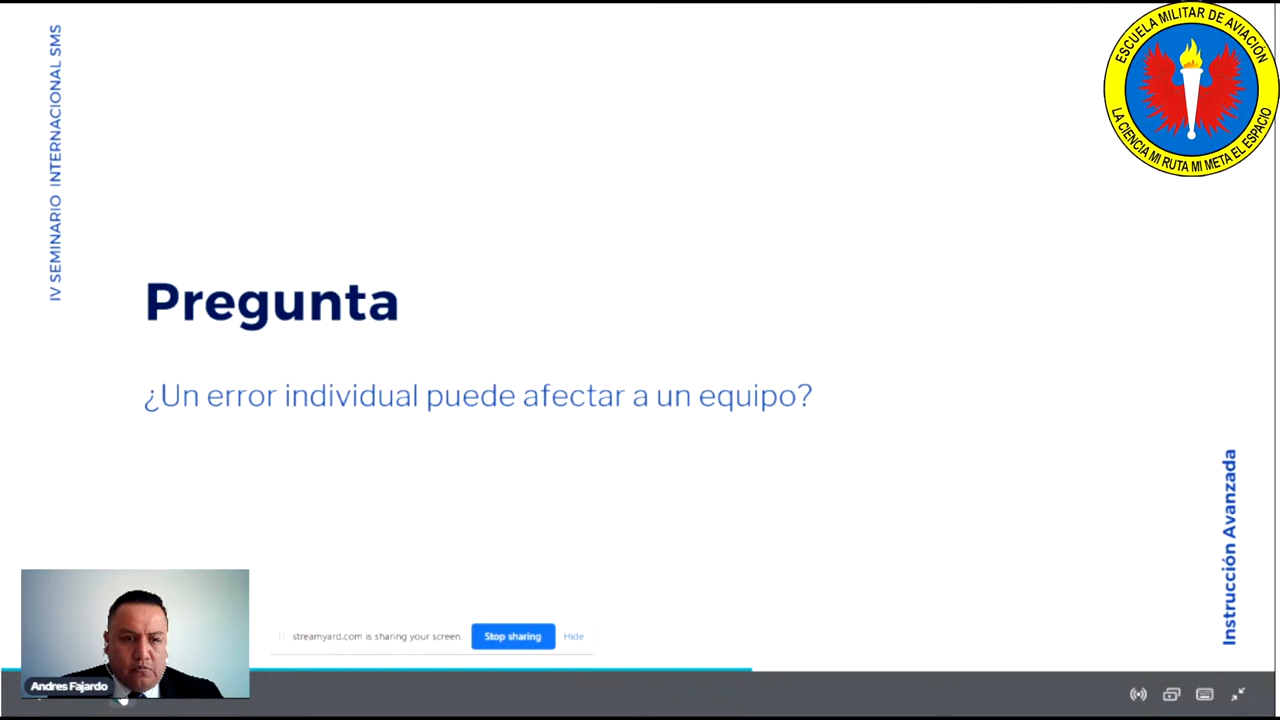 IV SEMINARIO INTERNACIONAL SMS
ESCUELA MILITAR DE AVIACIÓN
LA CIENCIA MI RUTA MI META EL ESPACIO
Pregunta
¿Un error individual puede afectar a un equipo?
Instrucción Avanzada
streamyard.com is sharing your screen.
Stop sharing
Hide
Andres Fajardo